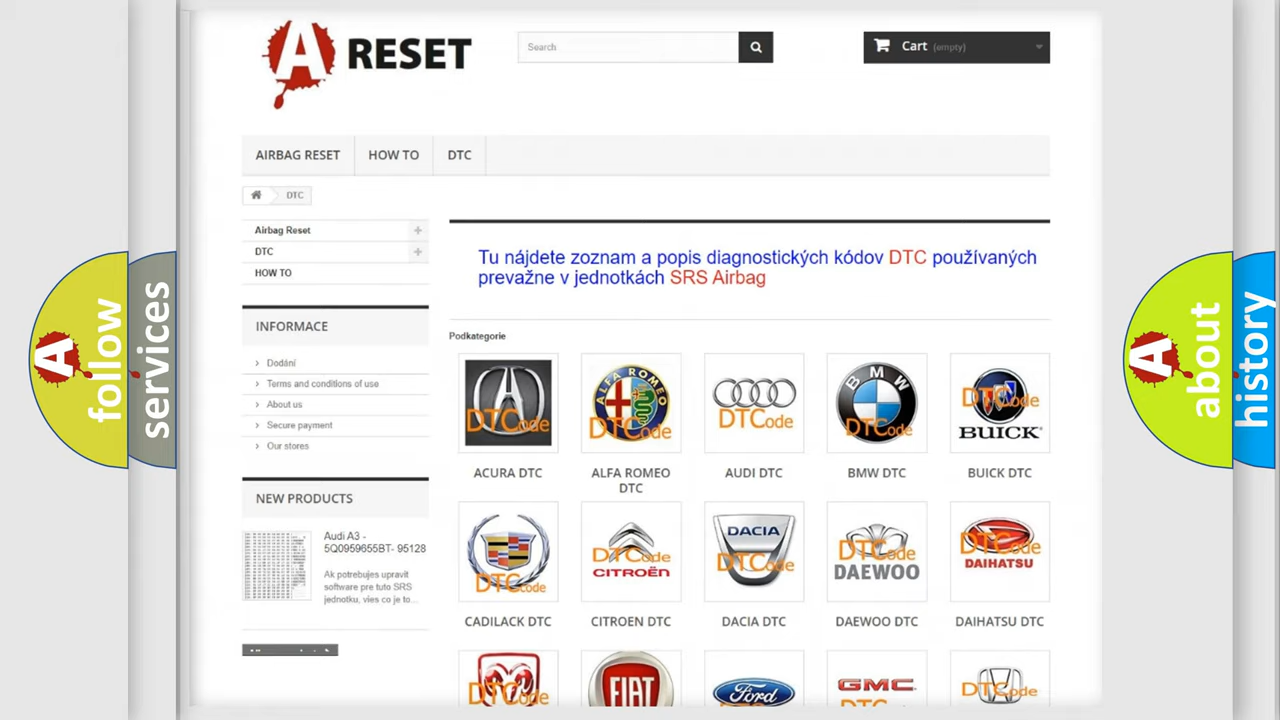 A RESET
Search
Cart (empty)
AIRBAG RESET
HOW TO
DTC
DTC
Airbag Reset
DTC
HOW TO
Tu nájdete zoznam a popis diagnostických kódov DTC používaných
prevažne v jednotkách SRS Airbag
INFORMACE
Podkategorie
Dodání
Terms and conditions of use
About us
Secure payment
Our stores
DTCode
ALFA ROMEO
DTCode
DTCode
BMW
DTCode
DTCode
BUICK
ACURA DTC
ALFA ROMEO
DTC
AUDI DTC
BMW DTC
BUICK DTC
NEW PRODUCTS
Audi A3 -
5Q0959655BT- 95128
Ak potrebujes upravit
software pre tuto SRS
jednotku, vies co je to...
DTCode
DTCode
CITROËN
DACIA
DTCode
DTCode
DAEWOO
DTCode
DAIHATSU
CADILACK DTC
CITROEN DTC
DACIA DTC
DAEWOO DTC
DAIHATSU DTC
DTCode
FIAT
Ford
GMC
DTCode
A
follow
services
A
about
history